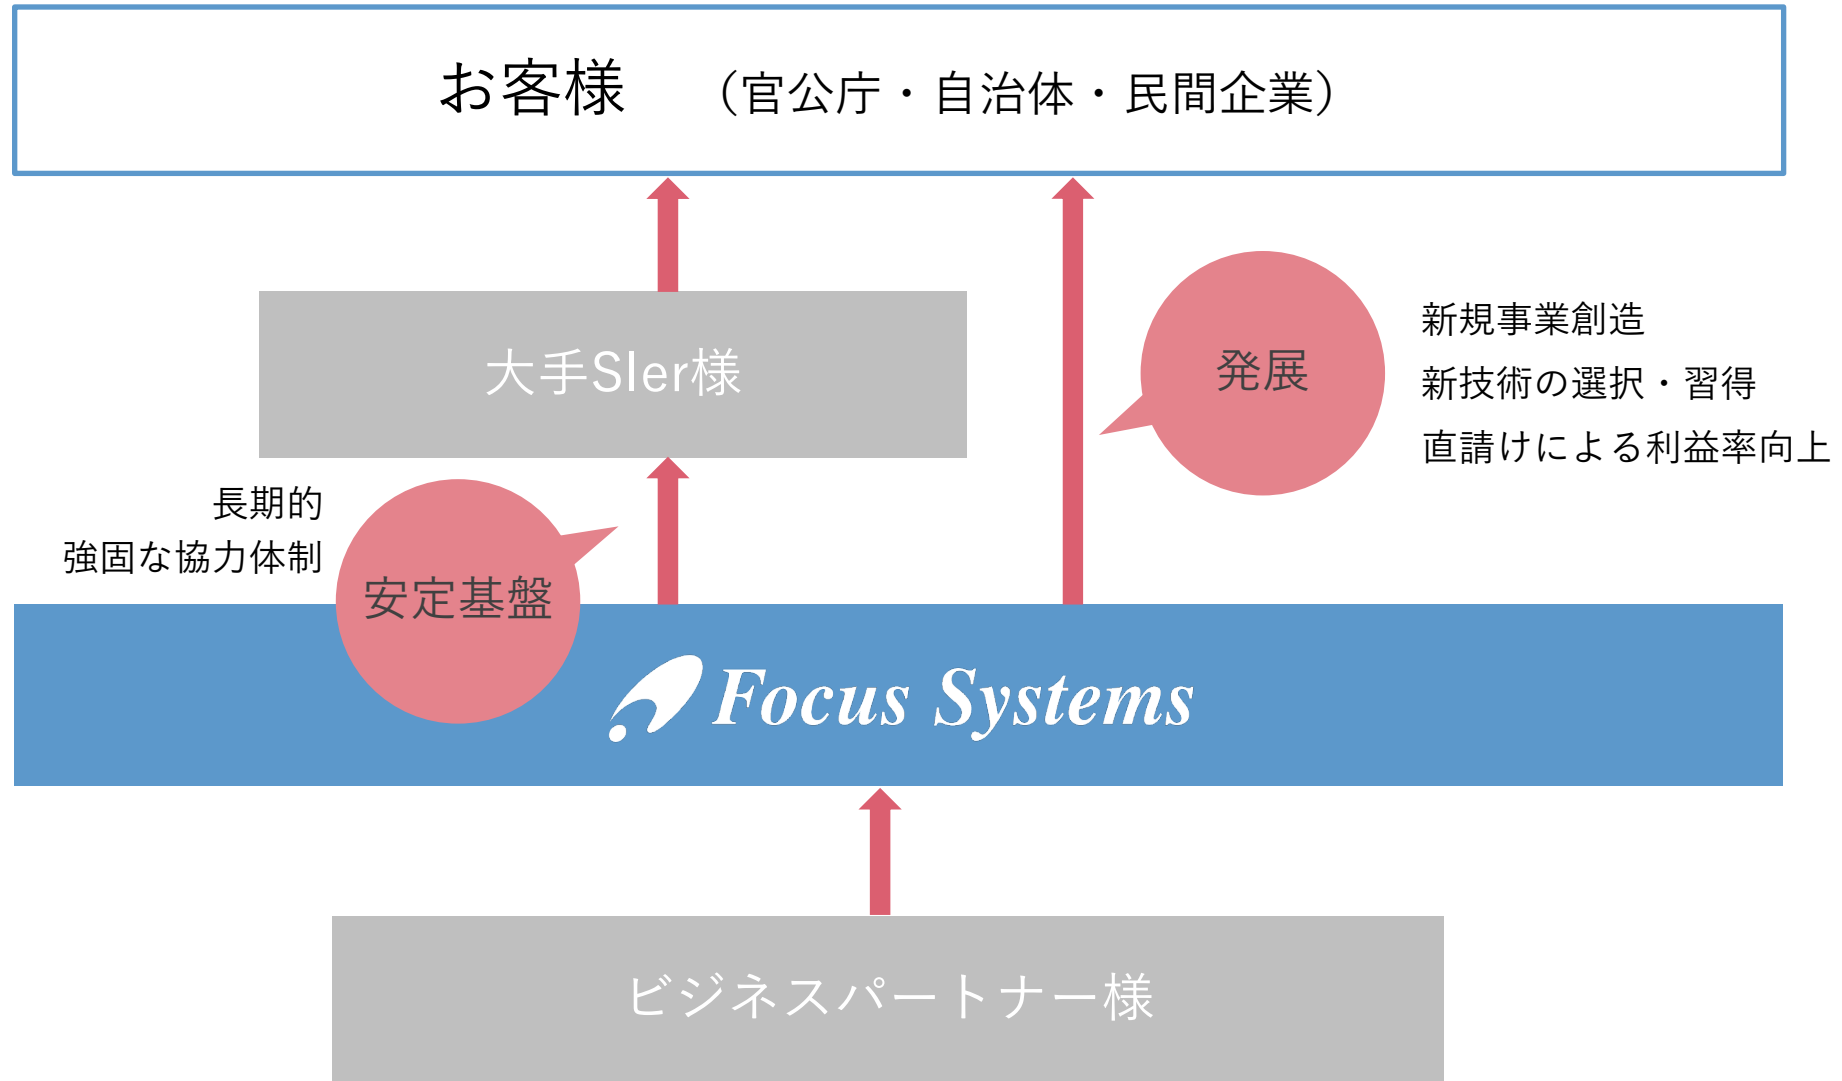 お客様 （官公庁・自治体・民間企業）
大手SIer様
発展
新規事業創造
新技術の選択・習得
直請けによる利益率向上
長期的
強固な協力体制
安定基盤
Focus Systems
ビジネスパートナー様